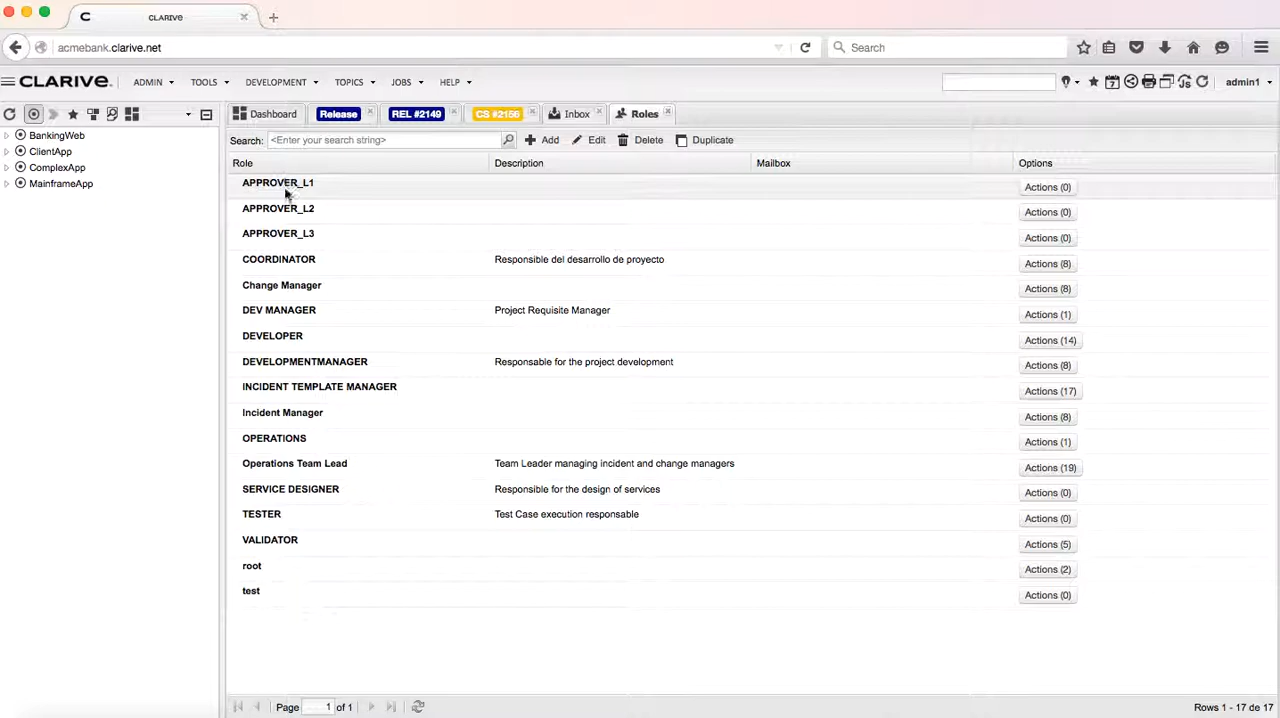 CLARIVE
acmebank.clarive.net
Search
CLARIVE
ADMIN
TOOLS
DEVELOPMENT
TOPICS
JOBS
HELP
admin1
Dashboard
Release
REL #2149
CS #2156
Inbox
Roles
BankingWeb
ClientApp
ComplexApp
MainframeApp
Search: <Enter your search string> Add Edit Delete Duplicate
Role Description Mailbox Options
APPROVER_L1 Actions (0)
APPROVER_L2 Actions (0)
APPROVER_L3 Actions (0)
COORDINATOR Responsible del desarrollo de proyecto Actions (8)
Change Manager Actions (8)
DEV MANAGER Project Requisite Manager Actions (1)
DEVELOPER Actions (14)
DEVELOPMENTMANAGER Responsable for the project development Actions (8)
INCIDENT TEMPLATE MANAGER Actions (17)
Incident Manager Actions (8)
OPERATIONS Actions (1)
Operations Team Lead Team Leader managing incident and change managers Actions (19)
SERVICE DESIGNER Responsible for the design of services Actions (0)
TESTER Test Case execution responsable Actions (0)
VALIDATOR Actions (5)
root Actions (2)
test Actions (0)
Page 1 of 1
Rows 1 - 17 de 17